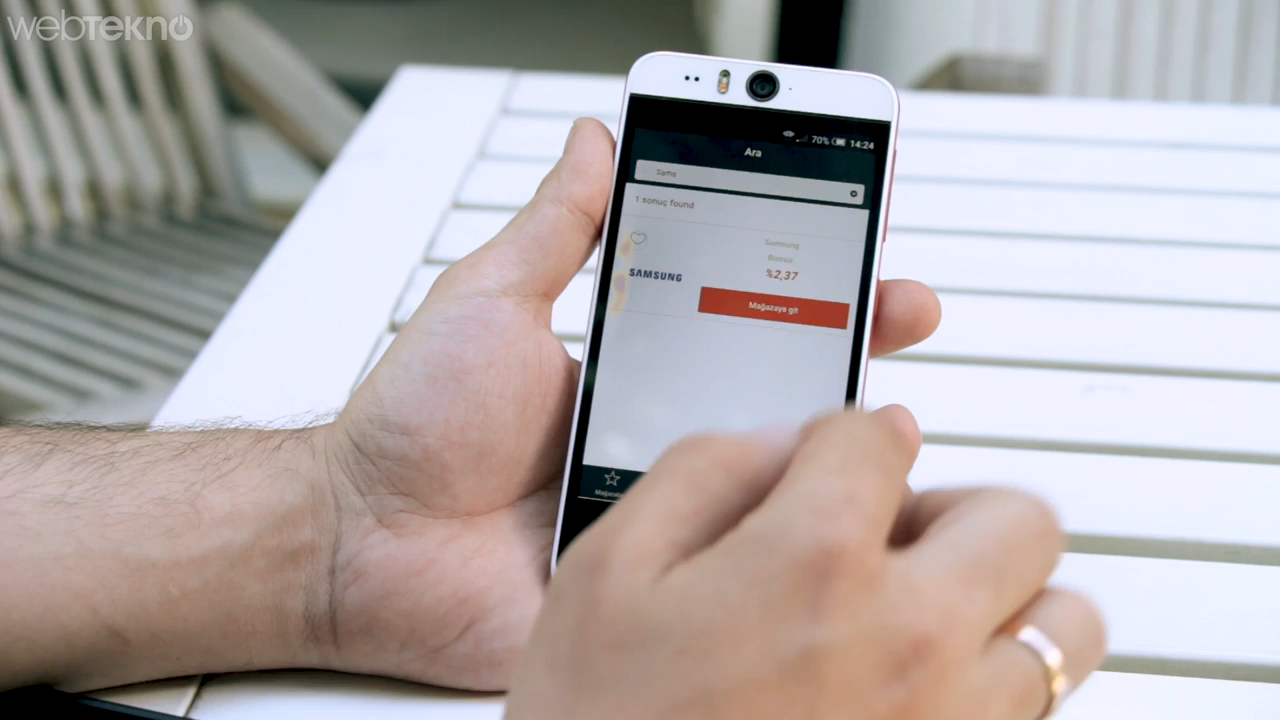 webTEKNO
70% 14:24
Ara
Sams
1 sonuç found
Samsung
Bonus
%2,37
SAMSUNG
Mağazaya git